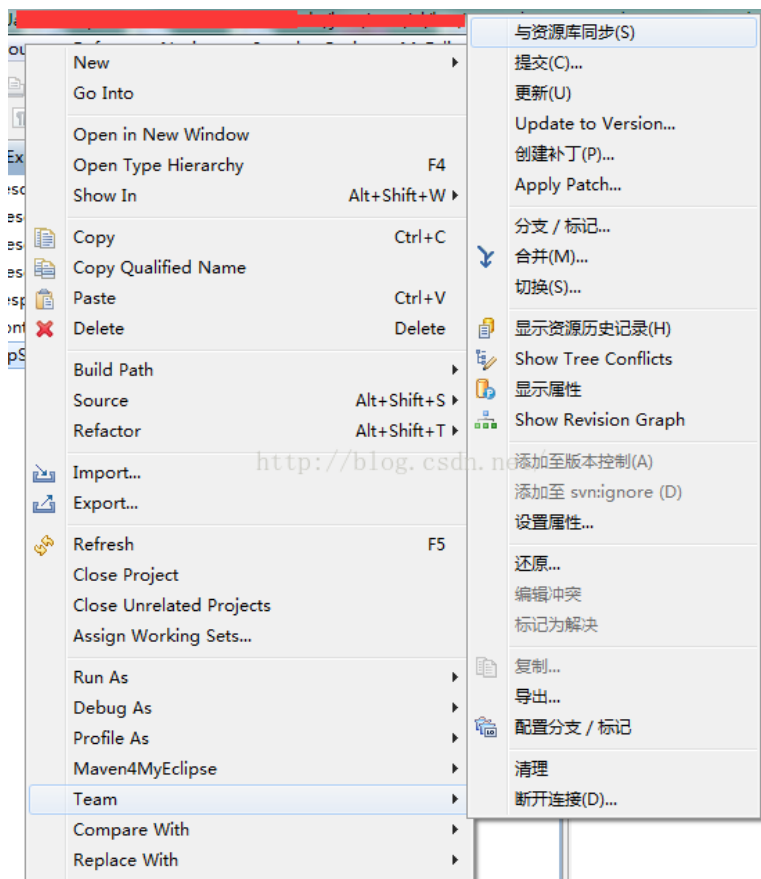 New
Go Into
Open in New Window
Open Type Hierarchy F4
Show In Alt+Shift+W
Copy Ctrl+C
Copy Qualified Name
Paste Ctrl+V
Delete Delete
Build Path
Source Alt+Shift+S
Refactor Alt+Shift+T
Import...
Export...
Refresh F5
Close Project
Close Unrelated Projects
Assign Working Sets...
Run As
Debug As
Profile As
Maven4MyEclipse
Team
Compare With
Replace With
与资源库同步(S)
提交(C)...
更新(U)
Update to Version...
创建补丁(P)...
Apply Patch...
分支 / 标记...
合并(M)...
切换(S)...
显示资源历史记录(H)
Show Tree Conflicts
显示属性
Show Revision Graph
添加至版本控制(A)
添加至 svn:ignore (D)
设置属性...
还原...
编辑冲突
标记为解决
复制...
导出...
配置分支 / 标记
清理
断开连接(D)...
http://blog.csdn.net/